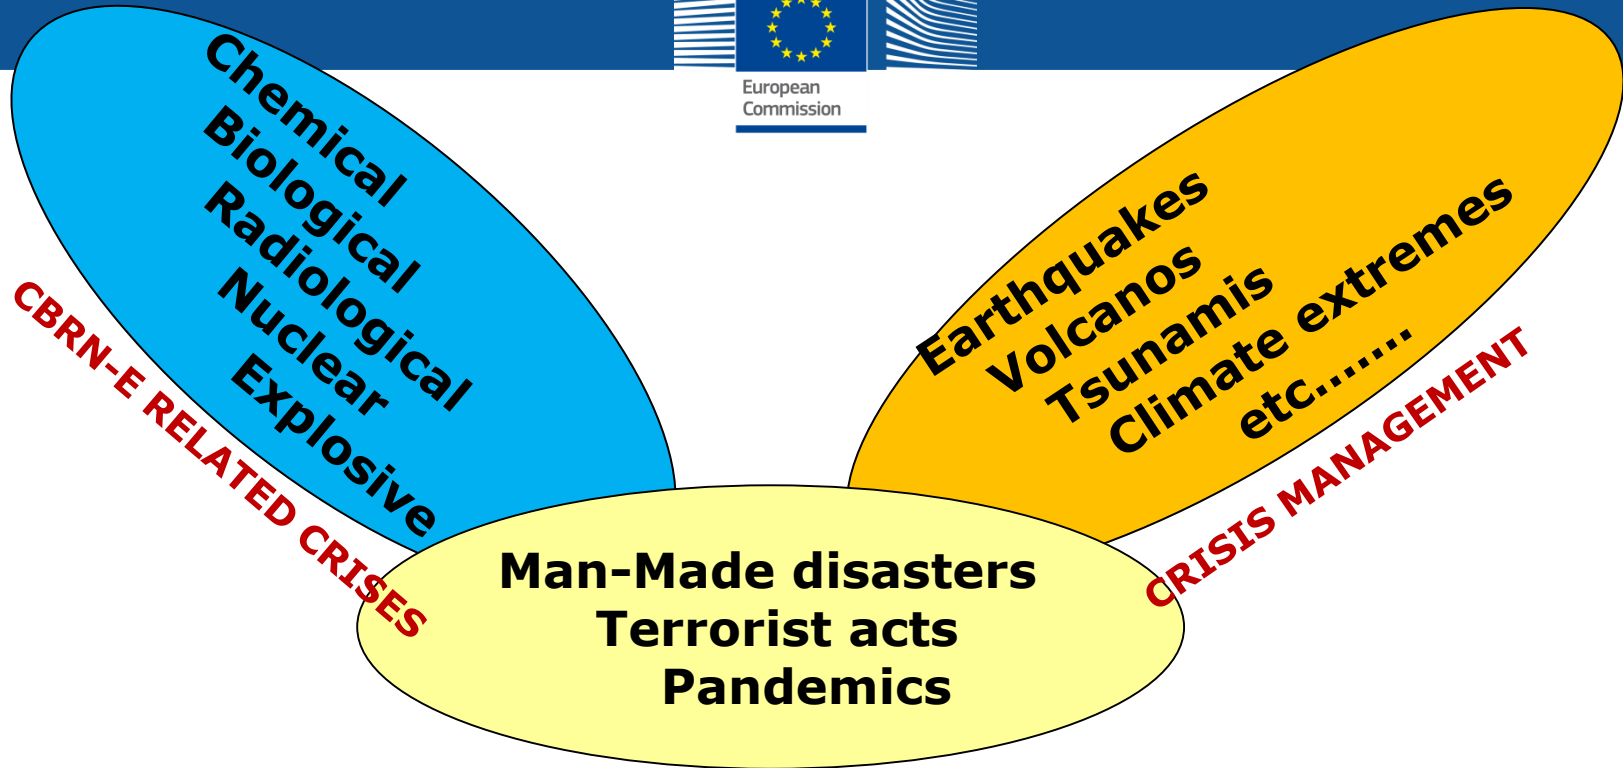 European
Commission
Chemical
Biological
Radiological
Nuclear
Explosive
CBRN-E RELATED CRISES
Earthquakes
Volcanos
Tsunamis
Climate extremes
etc…….
CRISIS MANAGEMENT
Man-Made disasters
Terrorist acts
Pandemics